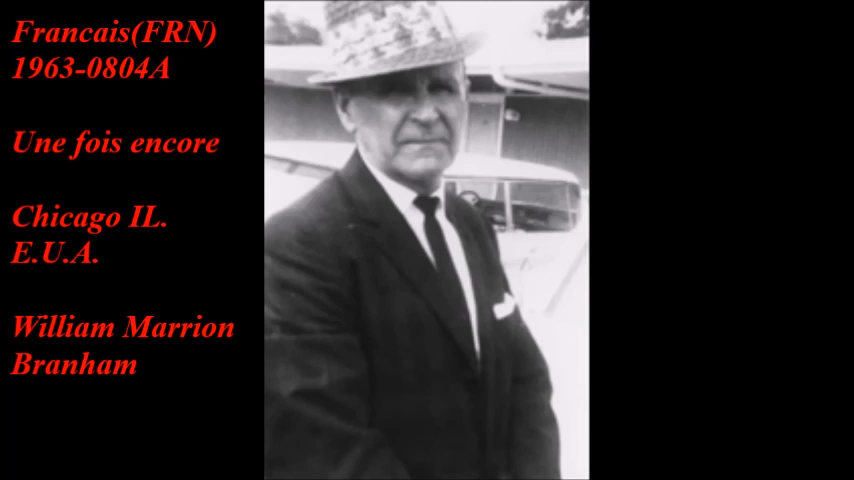 Francais(FRN)
1963-0804A
Une fois encore
Chicago IL.
E.U.A.
William Marrion
Branham